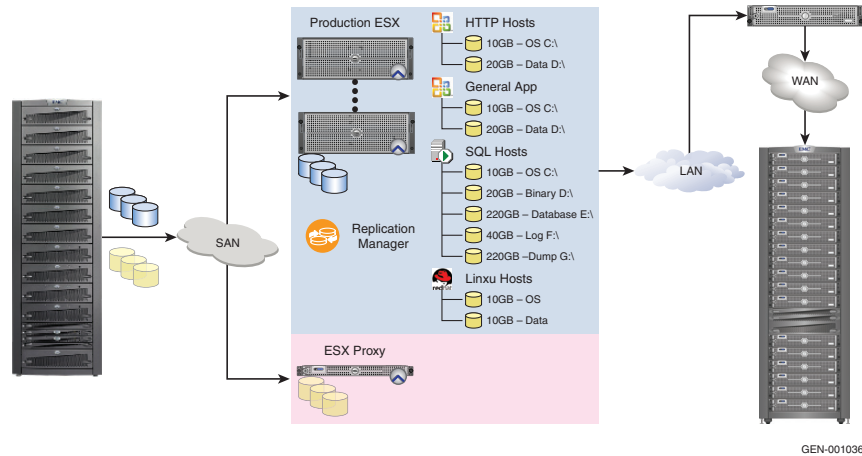 Production ESX
HTTP Hosts
10GB – OS C:\
20GB – Data D:\
General App
10GB – OS C:\
20GB – Data D:\
SQL Hosts
10GB – OS C:\
20GB – Binary D:\
220GB – Database E:\
40GB – Log F:\
220GB –Dump G:\
Replication
Manager
redhat
Linxu Hosts
10GB – OS
10GB – Data
ESX Proxy
SAN
LAN
WAN
EMC
GEN-001036